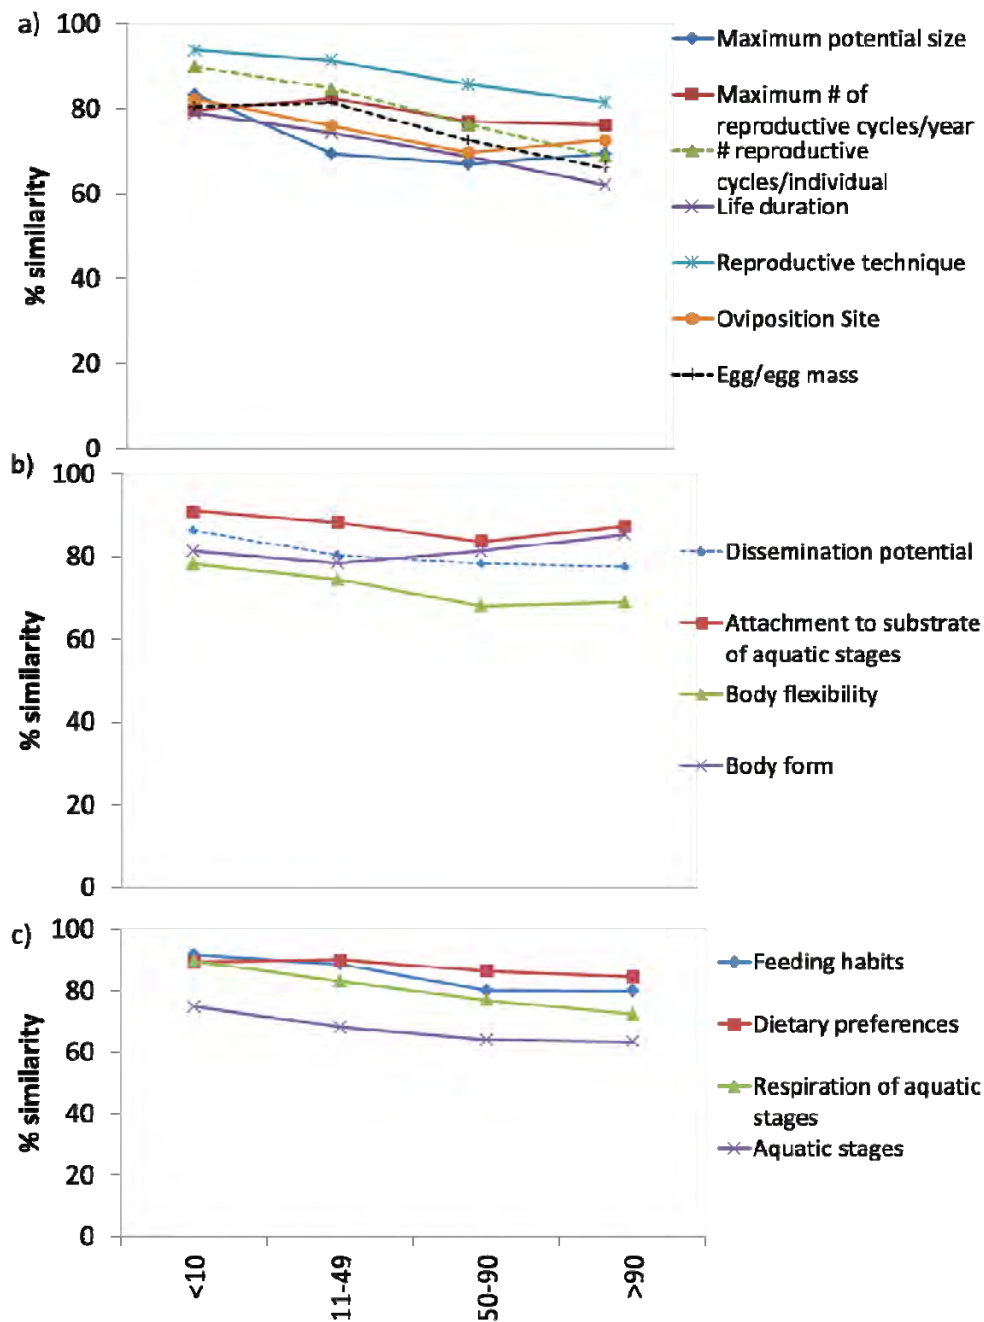 a)
100
80
60
40
20
0
% similarity
Maximum potential size
Maximum # of
reproductive cycles/year
# reproductive
cycles/individual
Life duration
Reproductive technique
Oviposition Site
Egg/egg mass
b)
100
80
60
40
20
0
% similarity
Dissemination potential
Attachment to substrate
of aquatic stages
Body flexibility
Body form
c)
100
80
60
40
20
0
% similarity
Feeding habits
Dietary preferences
Respiration of aquatic
stages
Aquatic stages
<10
11-49
50-90
>90